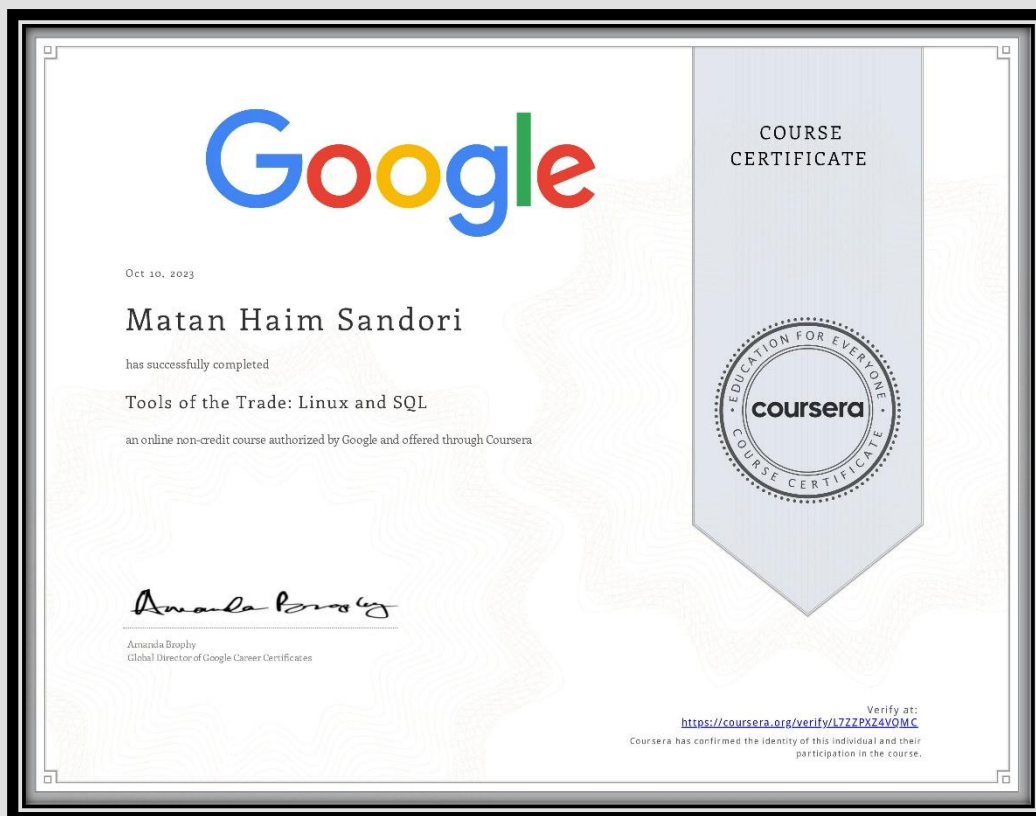 Google
COURSE
CERTIFICATE
Oct 10, 2023
Matan Haim Sandori
has successfully completed
Tools of the Trade: Linux and SQL
an online non-credit course authorized by Google and offered through Coursera
EDUCATION FOR EVERYONE
coursera
COURSE CERTIFICATE
Amanda Brophy
Amanda Brophy
Global Director of Google Career Certificates
Verify at:
https://coursera.org/verify/L7ZZPXZ4VQMC
Coursera has confirmed the identity of this individual and their
participation in the course.